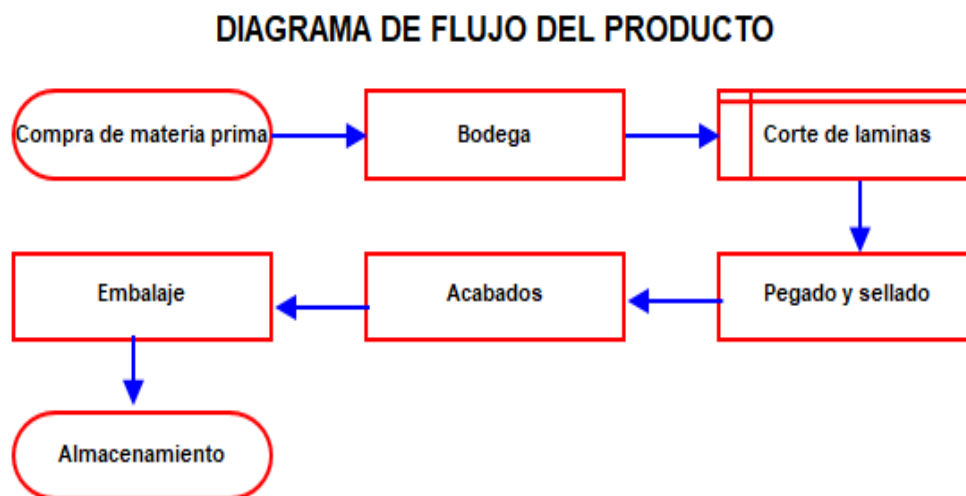 DIAGRAMA DE FLUJO DEL PRODUCTO
Compra de materia prima
Bodega
Corte de laminas
Pegado y sellado
Acabados
Embalaje
Almacenamiento